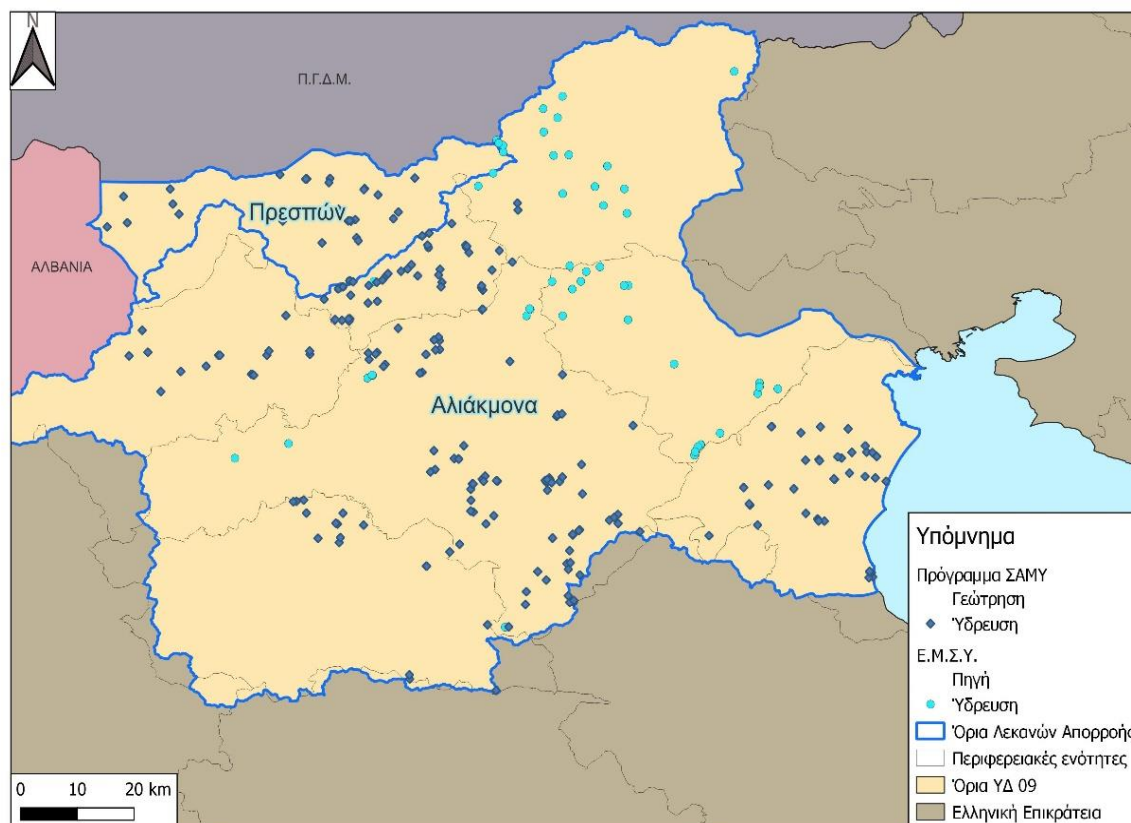 N
Π.Γ.Δ.Μ.
Πρεσπών
ΑΛΒΑΝΙΑ
Αλιάκμονα
Υπόμνημα
Πρόγραμμα ΣΑΜΥ
Γεώτρηση
Ύδρευση
Ε.Μ.Σ.Υ.
Πηγή
Ύδρευση
Όρια Λεκανών Απορροής
Περιφερειακές ενότητες
Όρια ΥΔ 09
Ελληνική Επικράτεια
0 10 20 km